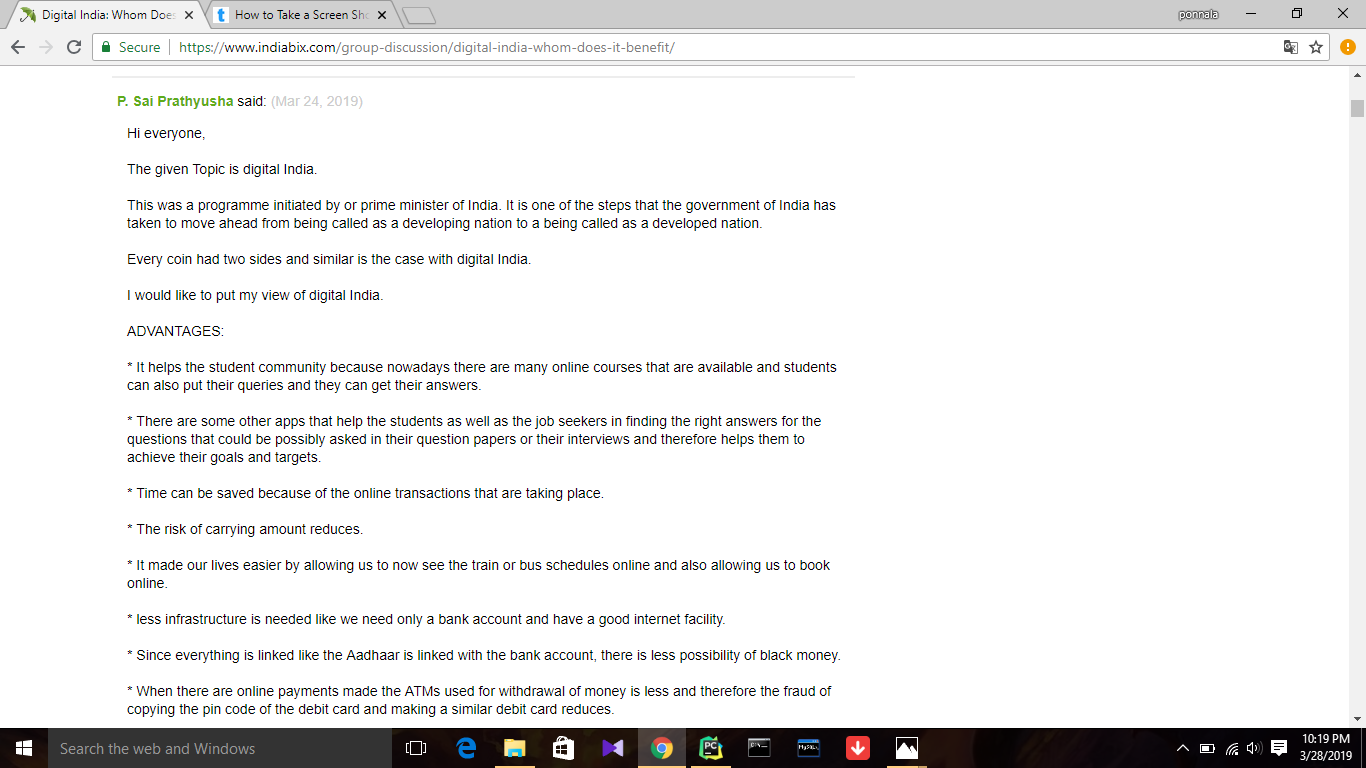 Digital India: Whom Does
How to Take a Screen Sho
ponnala
Secure
https://www.indiabix.com/group-discussion/digital-india-whom-does-it-benefit/
P. Sai Prathyusha said: (Mar 24, 2019)
Hi everyone,
The given Topic is digital India.
This was a programme initiated by or prime minister of India. It is one of the steps that the government of India has
taken to move ahead from being called as a developing nation to a being called as a developed nation.
Every coin had two sides and similar is the case with digital India.
I would like to put my view of digital India.
ADVANTAGES:
* It helps the student community because nowadays there are many online courses that are available and students
can also put their queries and they can get their answers.
* There are some other apps that help the students as well as the job seekers in finding the right answers for the
questions that could be possibly asked in their question papers or their interviews and therefore helps them to
achieve their goals and targets.
* Time can be saved because of the online transactions that are taking place.
* The risk of carrying amount reduces.
* It made our lives easier by allowing us to now see the train or bus schedules online and also allowing us to book
online.
* less infrastructure is needed like we need only a bank account and have a good internet facility.
* Since everything is linked like the Aadhaar is linked with the bank account, there is less possibility of black money.
* When there are online payments made the ATMs used for withdrawal of money is less and therefore the fraud of
copying the pin code of the debit card and making a similar debit card reduces.
Search the web and Windows
PC
MySQL
10:19 PM
3/28/2019